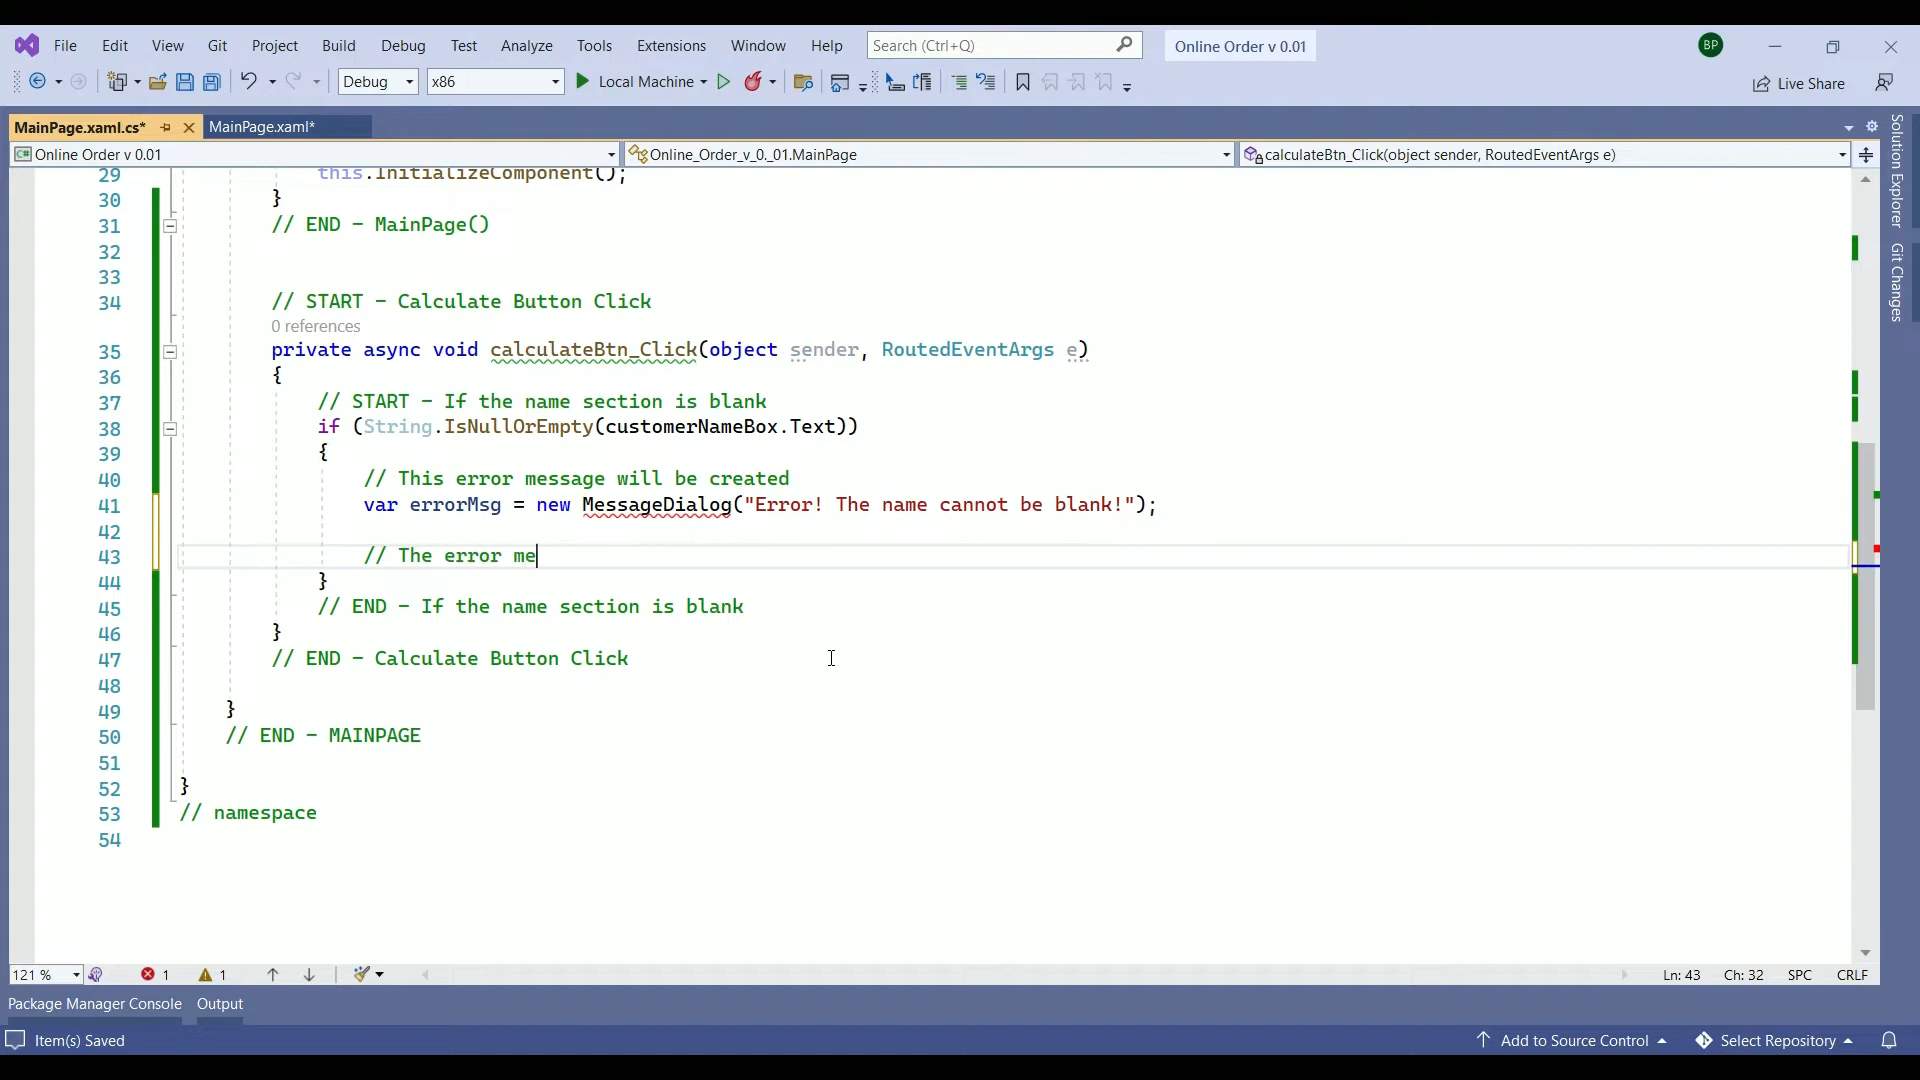 File Edit View Git Project Build Debug Test Analyze Tools Extensions Window Help Search (Ctrl+Q) Online Order v 0.01 BP
Debug x86 Local Machine Live Share
MainPage.xaml.cs* MainPage.xaml*
Online Order v 0.01 Online_Order_v_0._01.MainPage calculateBtn_Click(object sender, RoutedEventArgs e)
Solution Explorer
Git Changes
29 this.InitializeComponent();
30 }
31 // END - MainPage()
32
33
34 // START - Calculate Button Click
0 references
35 private async void calculateBtn_Click(object sender, RoutedEventArgs e)
36 {
37 // START - If the name section is blank
38 if (String.IsNullOrEmpty(customerNameBox.Text))
39 {
40 // This error message will be created
41 var errorMsg = new MessageDialog("Error! The name cannot be blank!");
42
43 // The error me
44 }
45 // END - If the name section is blank
46 }
47 // END - Calculate Button Click
48
49 }
50 // END - MAINPAGE
51
52 }
53 // namespace
54
121 % 1 1 Ln: 43 Ch: 32 SPC CRLF
Package Manager Console Output
Item(s) Saved Add to Source Control Select Repository